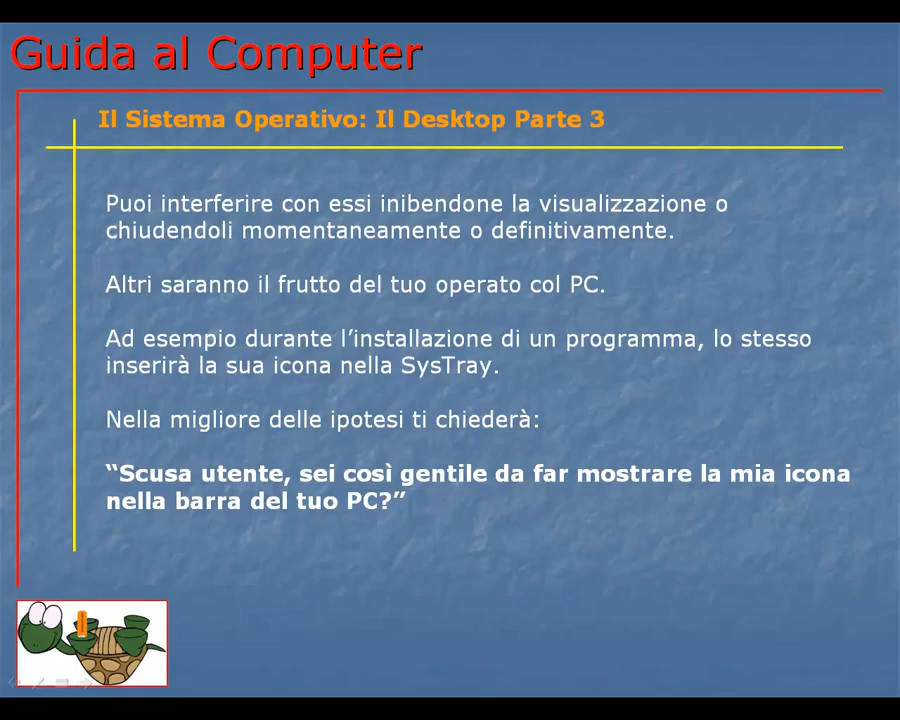 Guida al Computer
Il Sistema Operativo: Il Desktop Parte 3
Puoi interferire con essi inibendone la visualizzazione o
chiudendoli momentaneamente o definitivamente.
Altri saranno il frutto del tuo operato col PC.
Ad esempio durante l’installazione di un programma, lo stesso
inserirà la sua icona nella SysTray.
Nella migliore delle ipotesi ti chiederà:
“Scusa utente, sei così gentile da far mostrare la mia icona
nella barra del tuo PC?”